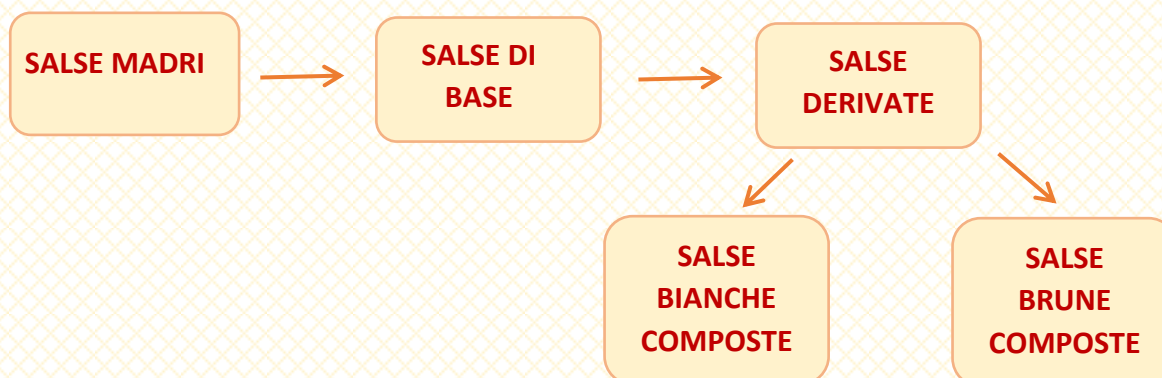 SALSE MADRI
SALSE DI
BASE
SALSE
DERIVATE
SALSE
BIANCHE
COMPOSTE
SALSE
BRUNE
COMPOSTE